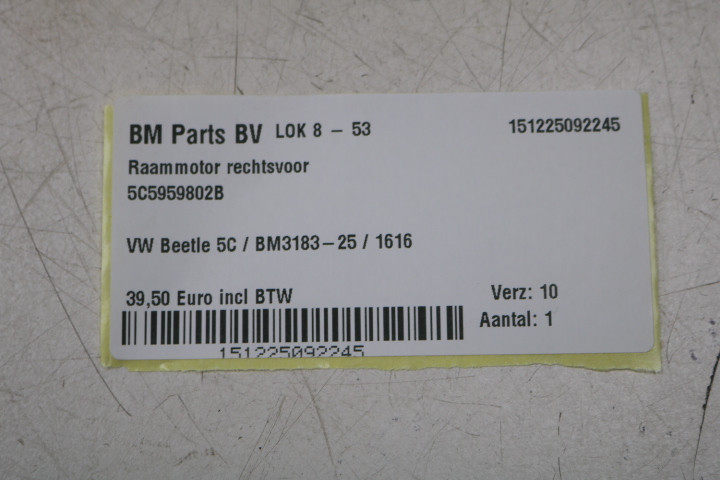 BM Parts BV LOK 8 - 53 151225092245
Raammotor rechtsvoor
5C5959802B
VW Beetle 5C / BM3183-25 / 1616
39,50 Euro incl BTW Verz: 10
Aantal: 1
151225092245